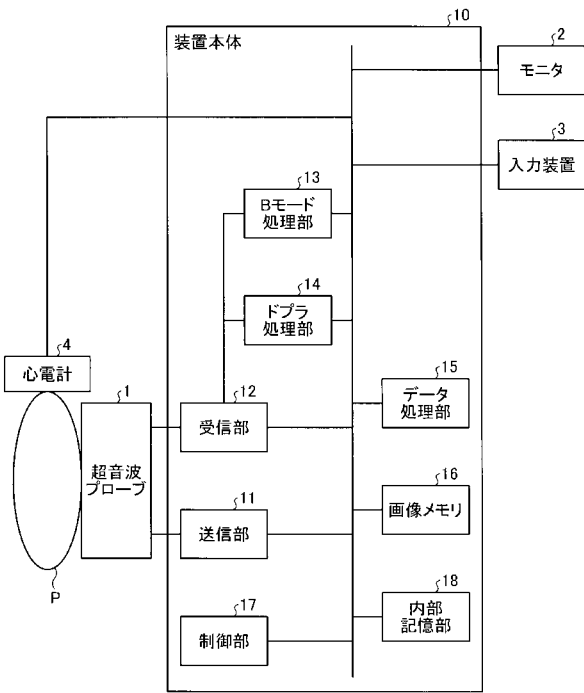 10
装置本体
2
モニタ
3
入力装置
13
Bモード
処理部
14
ドプラ
処理部
4
心電計
1
超音波
プローブ
12
受信部
15
データ
処理部
11
送信部
16
画像メモリ
P
17
制御部
18
内部
記憶部